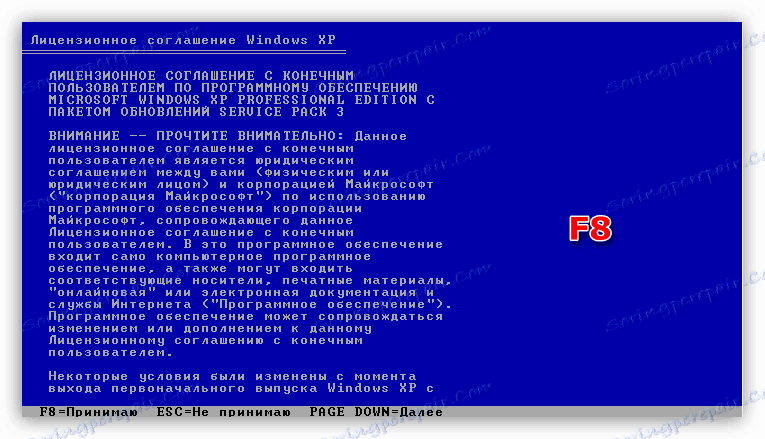 Лицензионное соглашение Windows XP
ЛИЦЕНЗИОННОЕ СОГЛАШЕНИЕ С КОНЕЧНЫМ
ПОЛЬЗОВАТЕЛЕМ ПО ПРОГРАММНОМУ ОБЕСПЕЧЕНИЮ
MICROSOFT WINDOWS XP PROFESSIONAL EDITION С
ПАКЕТОМ ОБНОВЛЕНИЙ SERVICE PACK 3
ВНИМАНИЕ -- ПРОЧТИТЕ ВНИМАТЕЛЬНО: Данное
лицензионное соглашение с конечным
пользователем является юридическим
соглашением между вами (физическим или
юридическим лицом) и корпорацией Майкрософт
("корпорация Майкрософт") по использованию
программного обеспечения корпорации
Майкрософт, сопровождающего данное
Лицензионное соглашение с конечным
пользователем. В это программное обеспечение
входит само компьютерное программное
обеспечение, а также могут входить
соответствующие носители, печатные материалы,
"онлайновая" или электронная документация и
службы Интернета ("Программное обеспечение").
Программное обеспечение может сопровождаться
изменением или дополнением к данному
Лицензионному соглашению с конечным
пользователем.
Некоторые условия были изменены с момента
выхода первоначального выпуска Windows XP с
F8
F8=Принимаю ESC=Не принимаю PAGE DOWN=Далее
Soringpcrepair.com